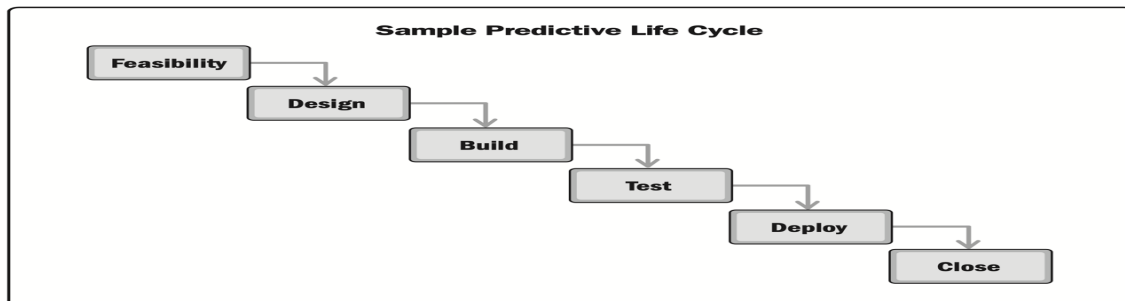 Sample Predictive Life Cycle
Feasibility
Design
Build
Test
Deploy
Close